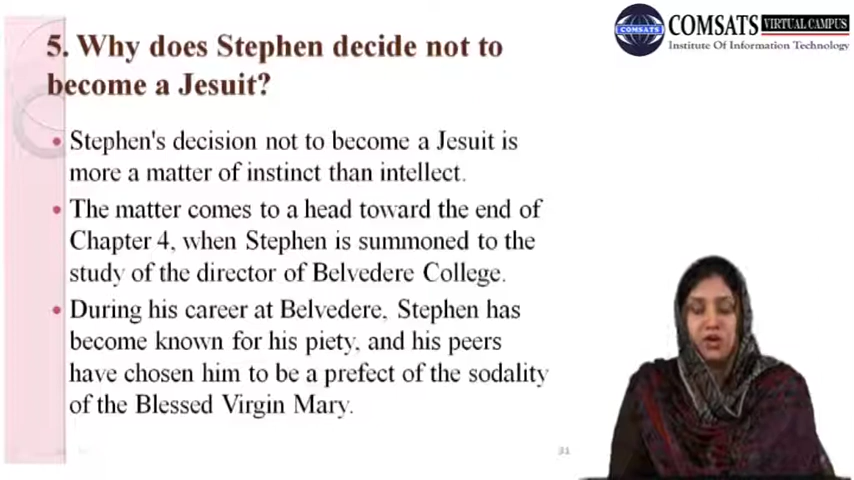 5. Why does Stephen decide not to
become a Jesuit?
COMSATS VIRTUAL CAMPUS
COMSATS
Institute Of Information Technology
• Stephen's decision not to become a Jesuit is
more a matter of instinct than intellect.
• The matter comes to a head toward the end of
Chapter 4, when Stephen is summoned to the
study of the director of Belvedere College.
• During his career at Belvedere, Stephen has
become known for his piety, and his peers
have chosen him to be a prefect of the sodality
of the Blessed Virgin Mary.
31